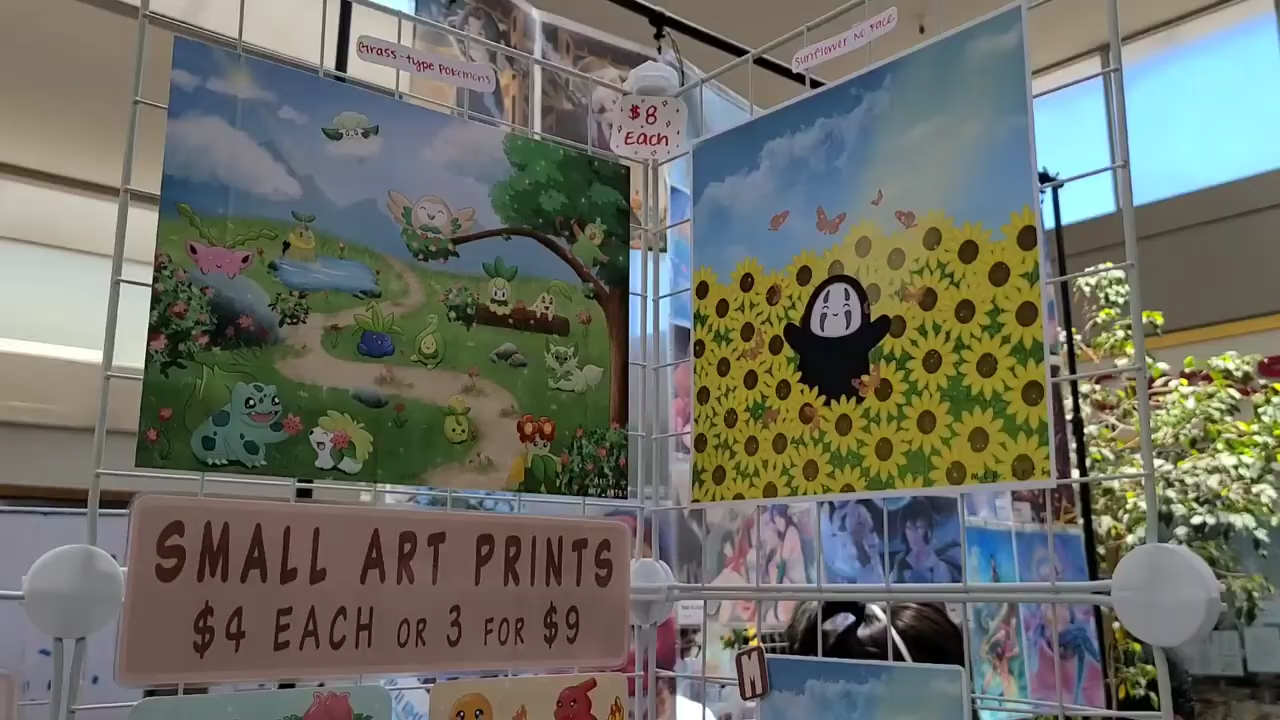 Grass-type Pokemons
sunflower No Face
$8
Each
SMALL ART PRINTS
$4 EACH OR 3 FOR $9
M